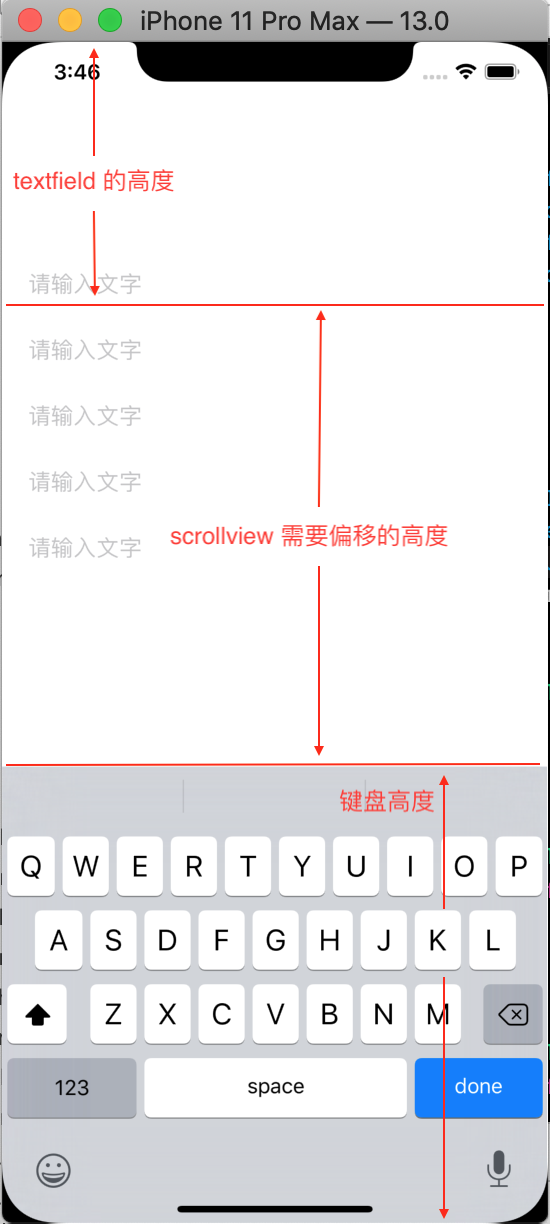 iPhone 11 Pro Max — 13.0
3:46
textfield 的高度
请输入文字
请输入文字
请输入文字
请输入文字
请输入文字
scrollview 需要偏移的高度
键盘高度
Q W E R T Y U I O P
A S D F G H J K L
Z X C V B N M
123 space done